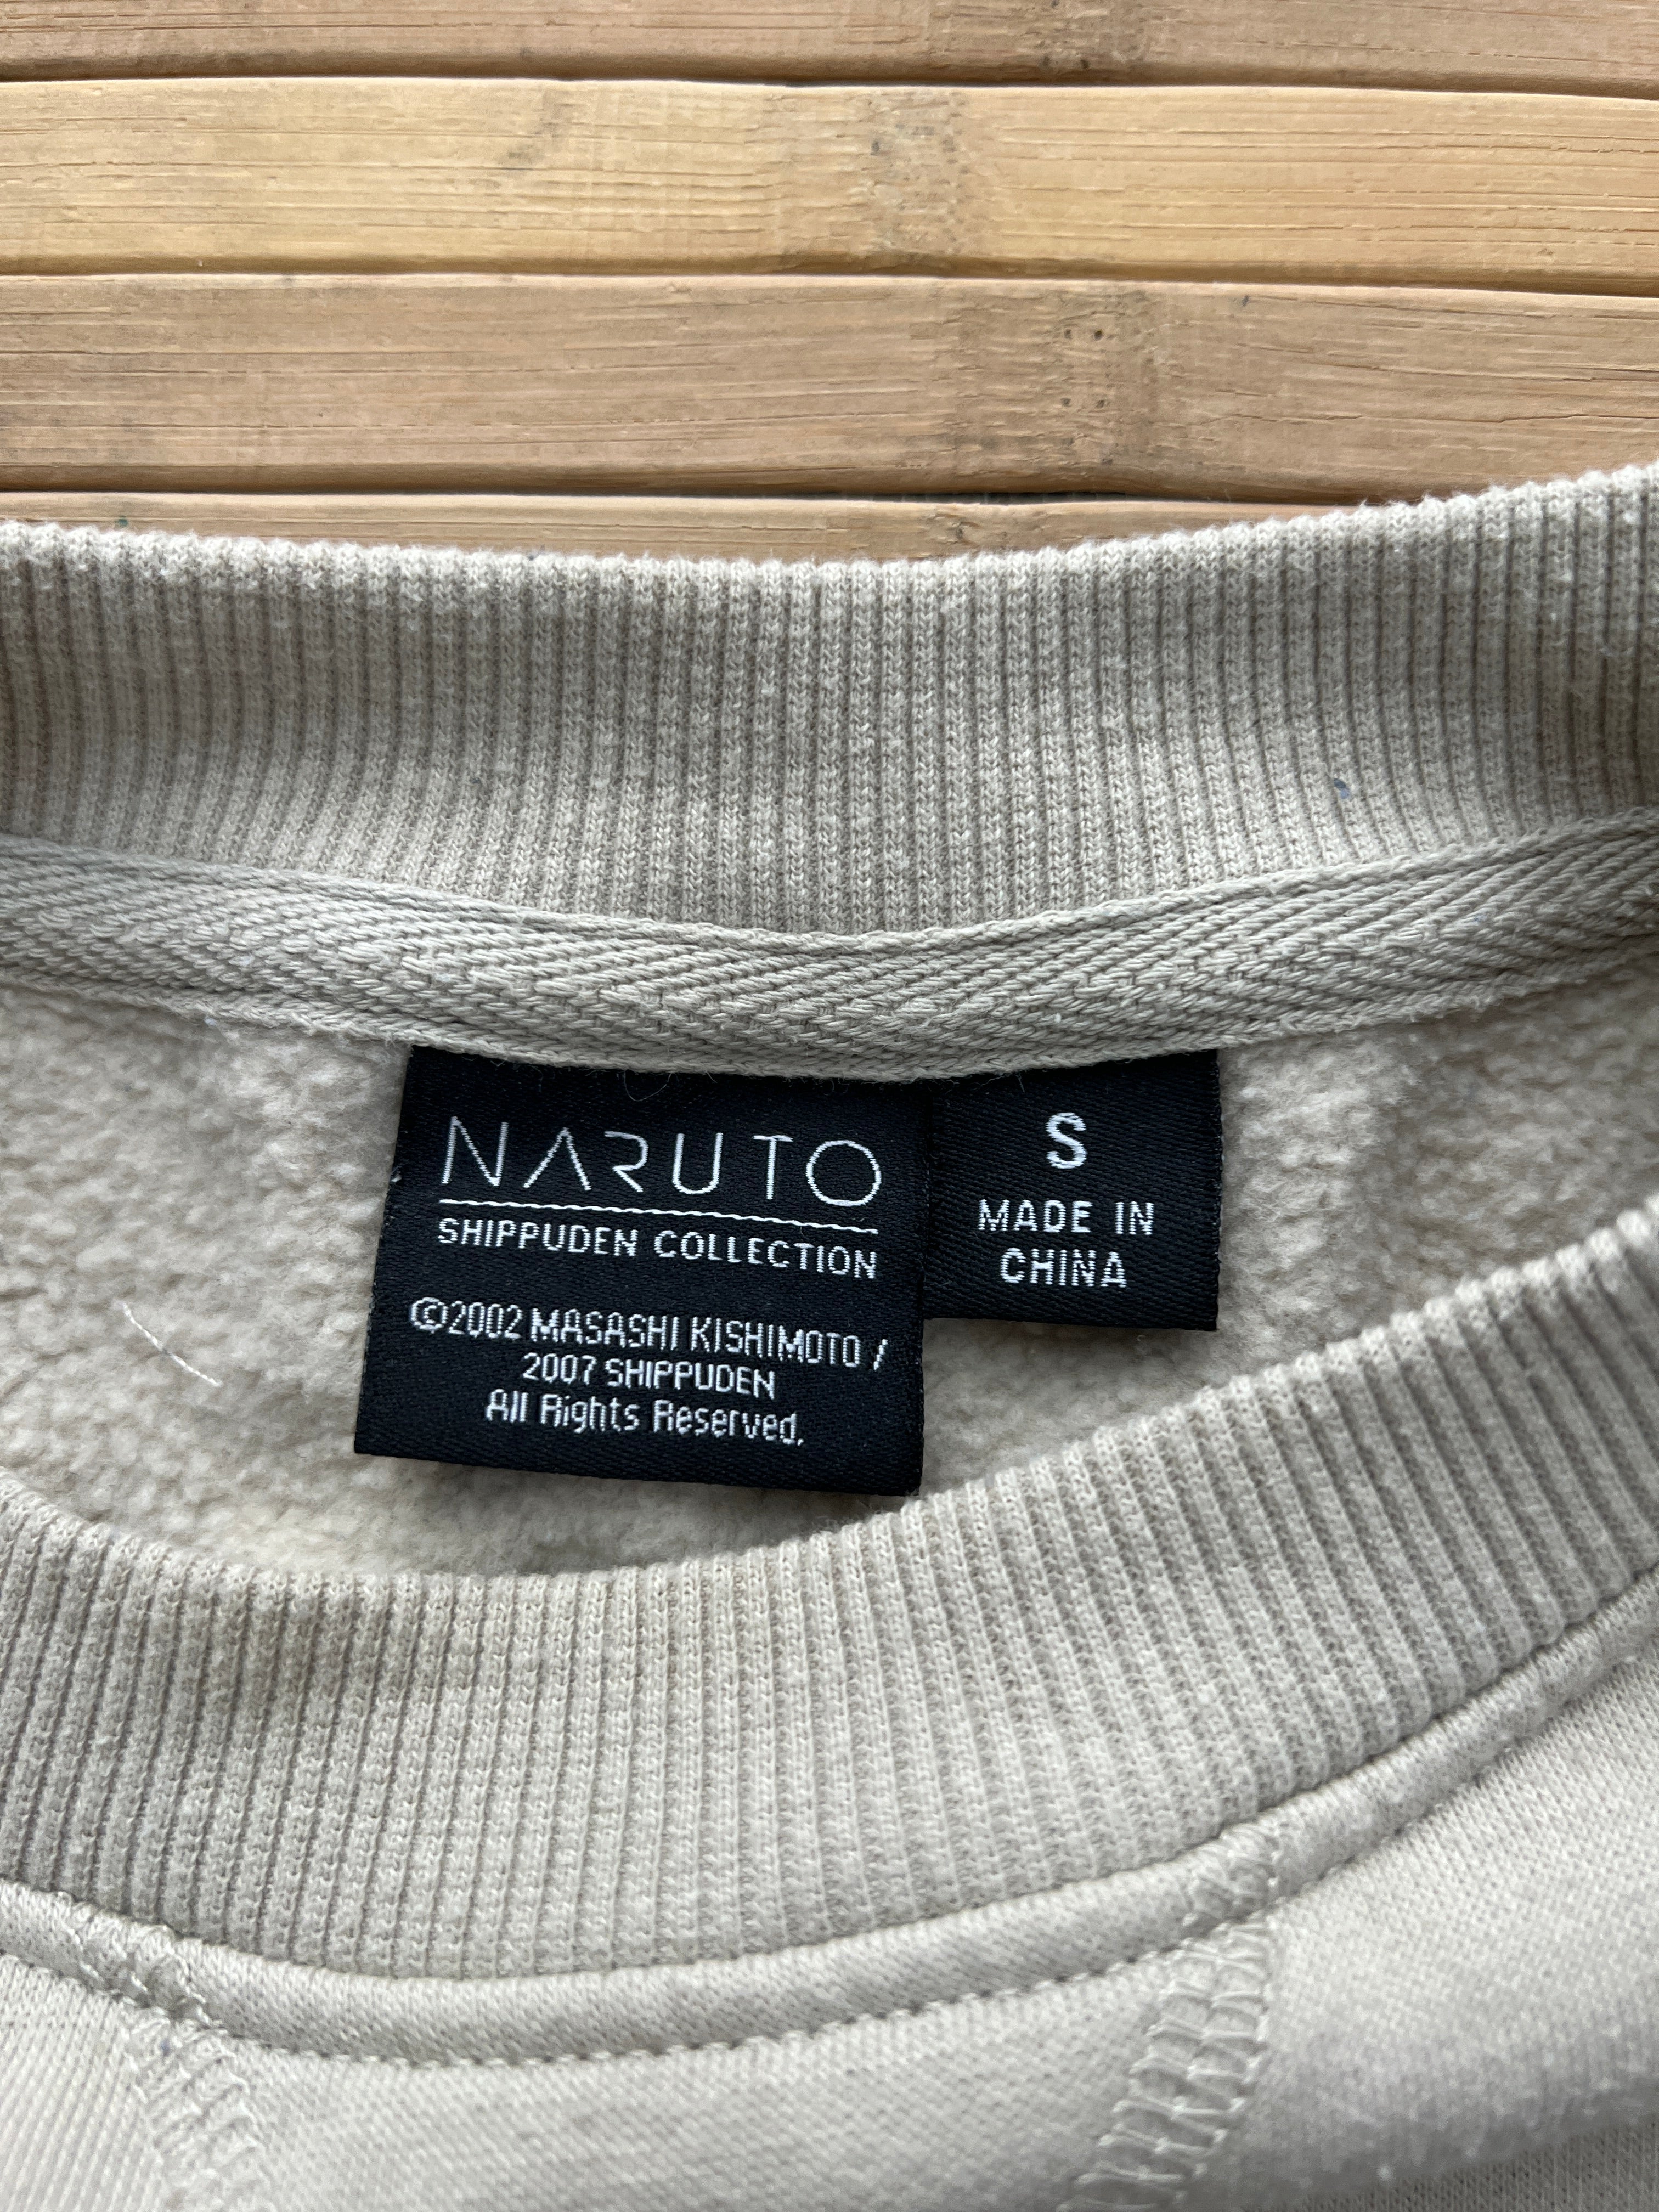 NARUTO
SHIPPUDEN COLLECTION
©2002 MASASHI KISHIMOTO /
2007 SHIPPUDEN
All Rights Reserved.
S
MADE IN
CHINA